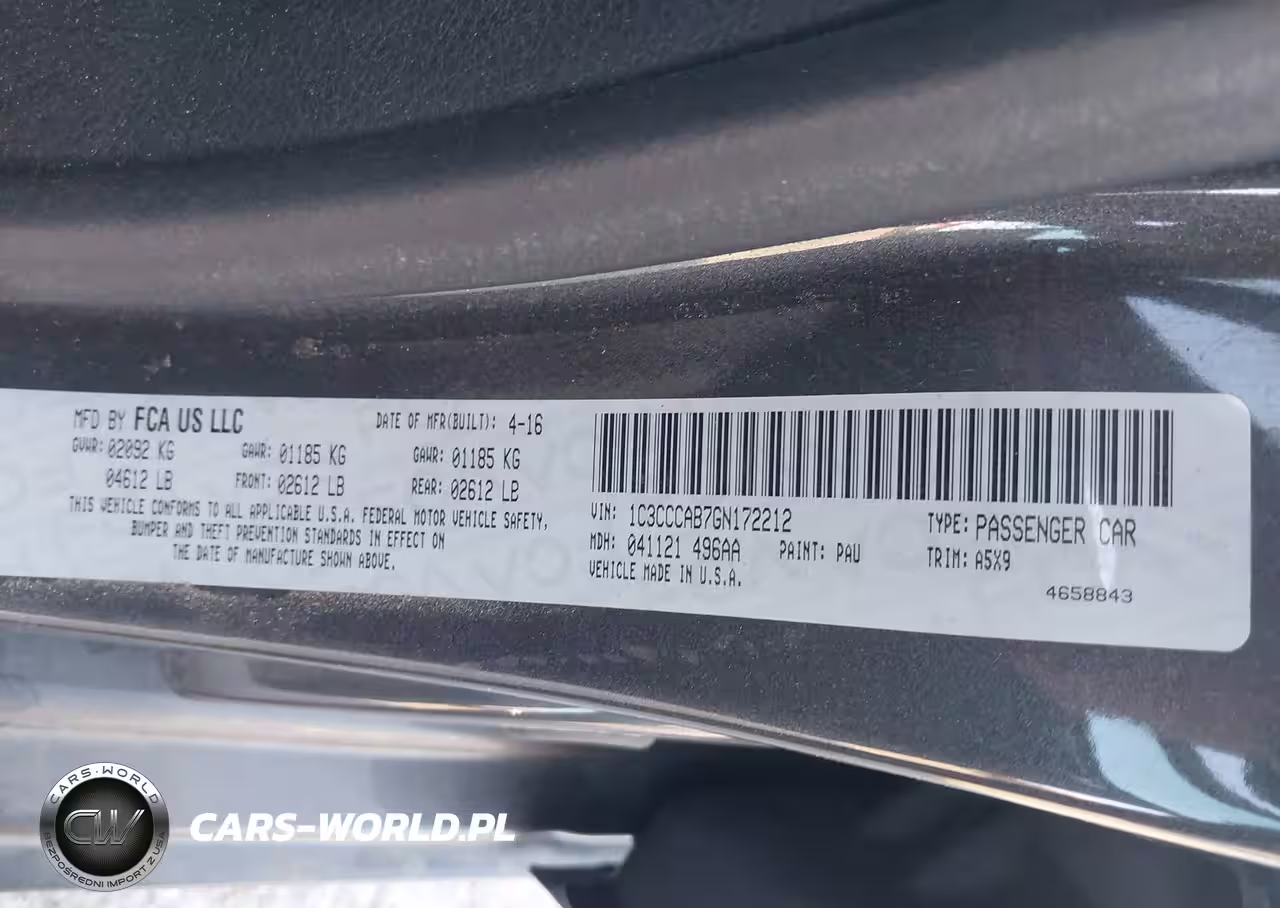 MFD BY FCA US LLC
DATE OF MFR(BUILT): 4-16
GVWR: 02092 KG
04612 LB
GAWR: 01185 KG
FRONT: 02612 LB
GAWR: 01185 KG
REAR: 02612 LB
THIS VEHICLE CONFORMS TO ALL APPLICABLE U.S.A. FEDERAL MOTOR VEHICLE SAFETY,
BUMPER AND THEFT PREVENTION STANDARDS IN EFFECT ON
THE DATE OF MANUFACTURE SHOWN ABOVE.
VIN: 1C3CCCAB7GN172212
TYPE: PASSENGER CAR
MDH: 041121 496AA
PAINT: PAU
TRIM: A5X9
VEHICLE MADE IN U.S.A.
4658843
CARS-WORLD
CW
BEZPOŚREDNI IMPORT Z USA
CARS-WORLD.PL